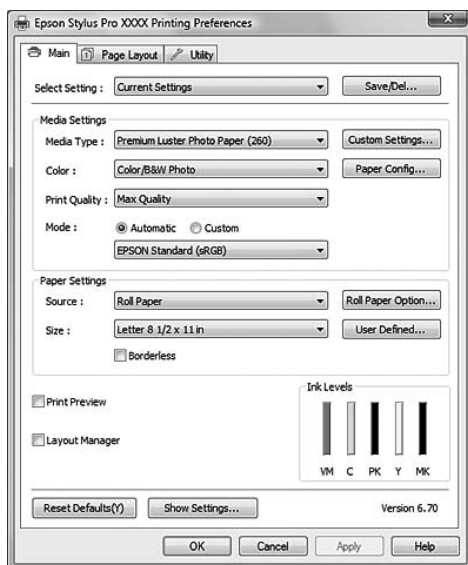 Epson Stylus Pro XXXX Printing Preferences
Main Page Layout Utility
Select Setting : Current Settings Save/Del...
Media Settings
Media Type : Premium Luster Photo Paper (260) Custom Settings...
Color : Color/B&W Photo Paper Config...
Print Quality : Max Quality
Mode : Automatic Custom
EPSON Standard (sRGB)
Paper Settings
Source : Roll Paper Roll Paper Option...
Size : Letter 8 1/2 x 11 in User Defined...
Borderless
Print Preview
Layout Manager
Ink Levels
VM C PK Y MK
Reset Defaults(Y) Show Settings... Version 6.70
OK Cancel Apply Help